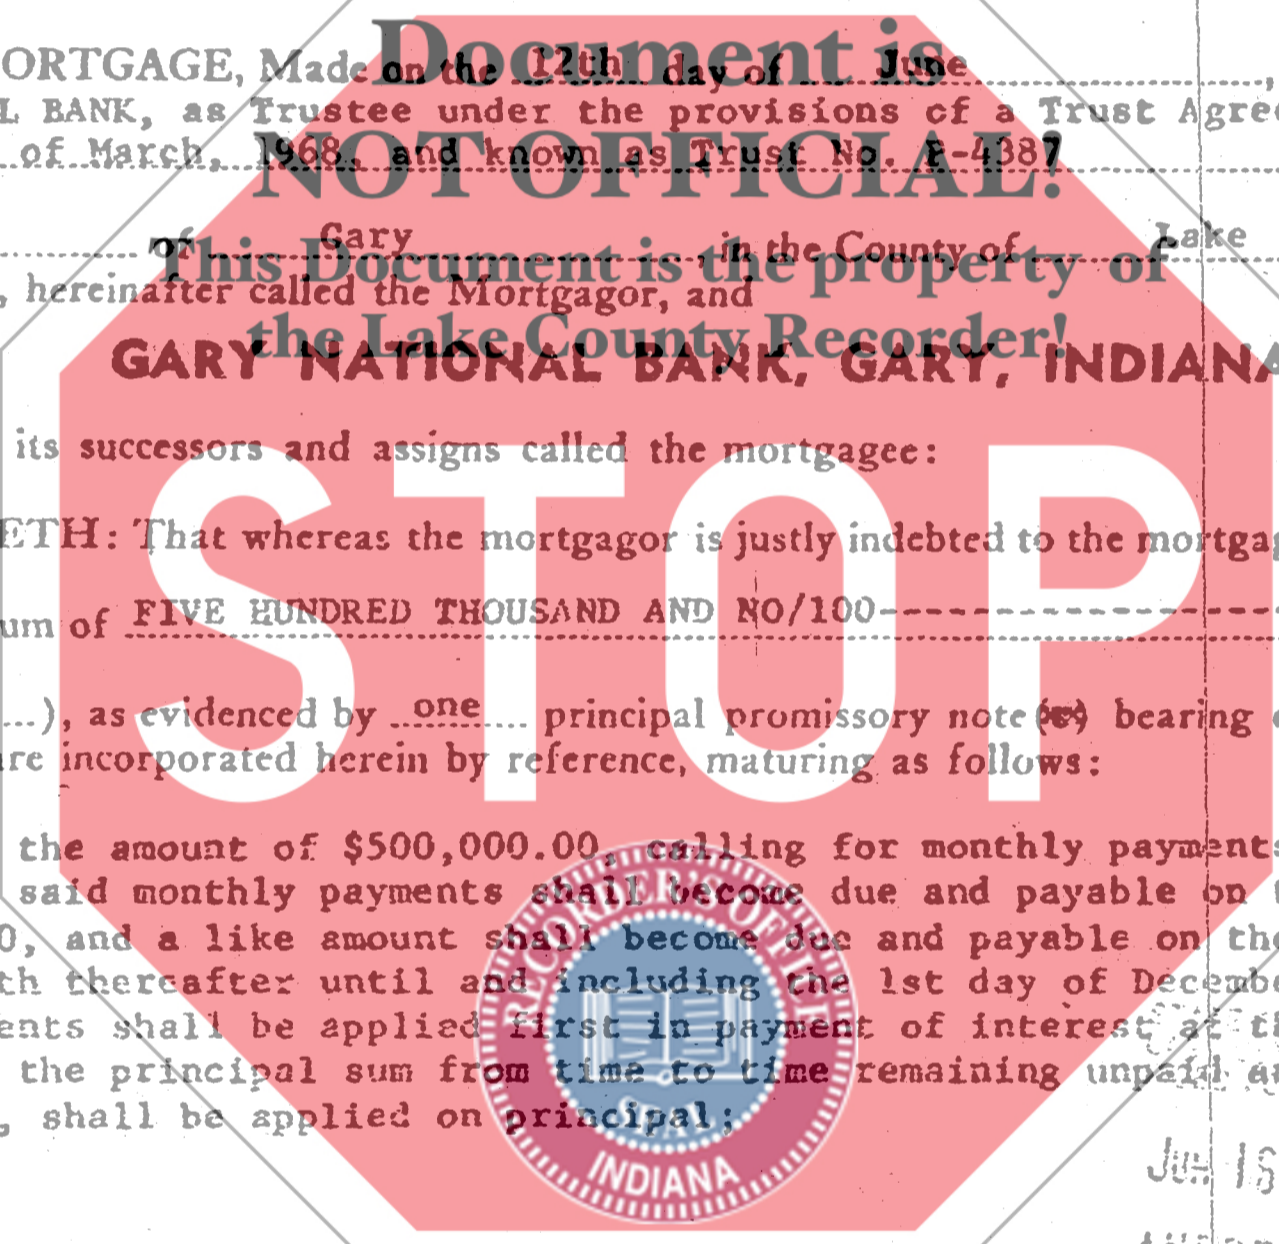 Document is
ORTGAGE, Made on the 12th day of June,
L BANK, as Trustee under the provisions of a Trust Agree
NOT OFFICIAL!
of March, 1968, and known as Trust No. P-4387
of Gary, in the County of Lake
This Document is the property of
, hereinafter called the Mortgagor, and
the Lake County Recorder!
GARY NATIONAL BANK, GARY, INDIANA
its successors and assigns called the mortgagee:
STOP
ETH: That whereas the mortgagor is justly indebted to the mortga
um of FIVE HUNDRED THOUSAND AND NO/100--------------------
...), as evidenced by one principal promissory note(s) bearing
re incorporated herein by reference, maturing as follows:
the amount of $500,000.00, calling for monthly payments
said monthly payments shall become due and payable on t
0, and a like amount shall become due and payable on the
th thereafter until and including the 1st day of Decembe
ents shall be applied first in payment of interest at th
the principal sum from time to time remaining unpaid a
, shall be applied on principal;
RECORDER'S OFFICE
SEAL
INDIANA